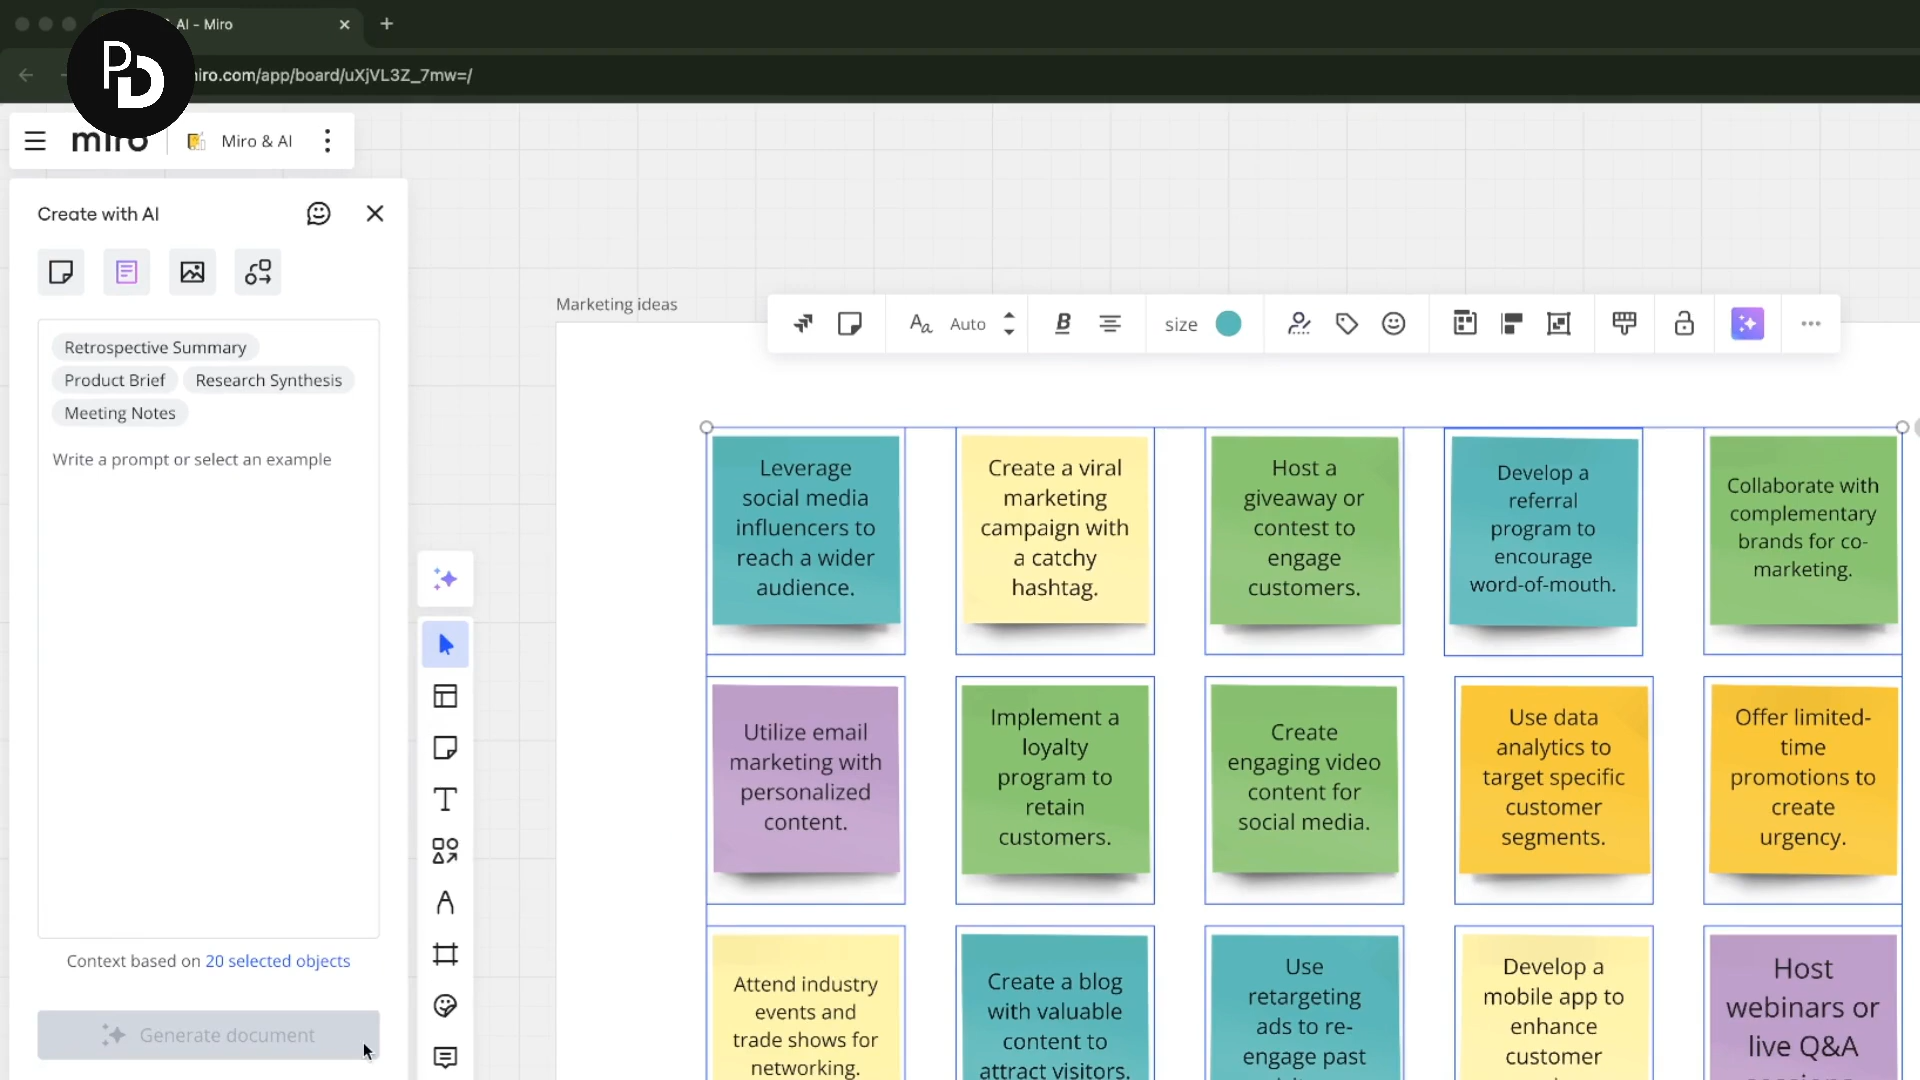 AI - Miro
PD
iro.com/app/board/uXjVL3Z_7mw=/
miro
Miro & AI
Create with AI
Retrospective Summary
Product Brief
Research Synthesis
Meeting Notes
Write a prompt or select an example
Context based on 20 selected objects
Generate document
Marketing ideas
Aa
Auto
B
size
Leverage
social media
influencers to
reach a wider
audience.
Create a viral
marketing
campaign with
a catchy
hashtag.
Host a
giveaway or
contest to
engage
customers.
Develop a
referral
program to
encourage
word-of-mouth.
Collaborate with
complementary
brands for co-
marketing.
Utilize email
marketing with
personalized
content.
Implement a
loyalty
program to
retain
customers.
Create
engaging video
content for
social media.
Use data
analytics to
target specific
customer
segments.
Offer limited-
time
promotions to
create
urgency.
Attend industry
events and
trade shows for
networking.
Create a blog
with valuable
content to
attract visitors.
Use
retargeting
ads to re-
engage past
Develop a
mobile app to
enhance
customer
Host
webinars or
live Q&A